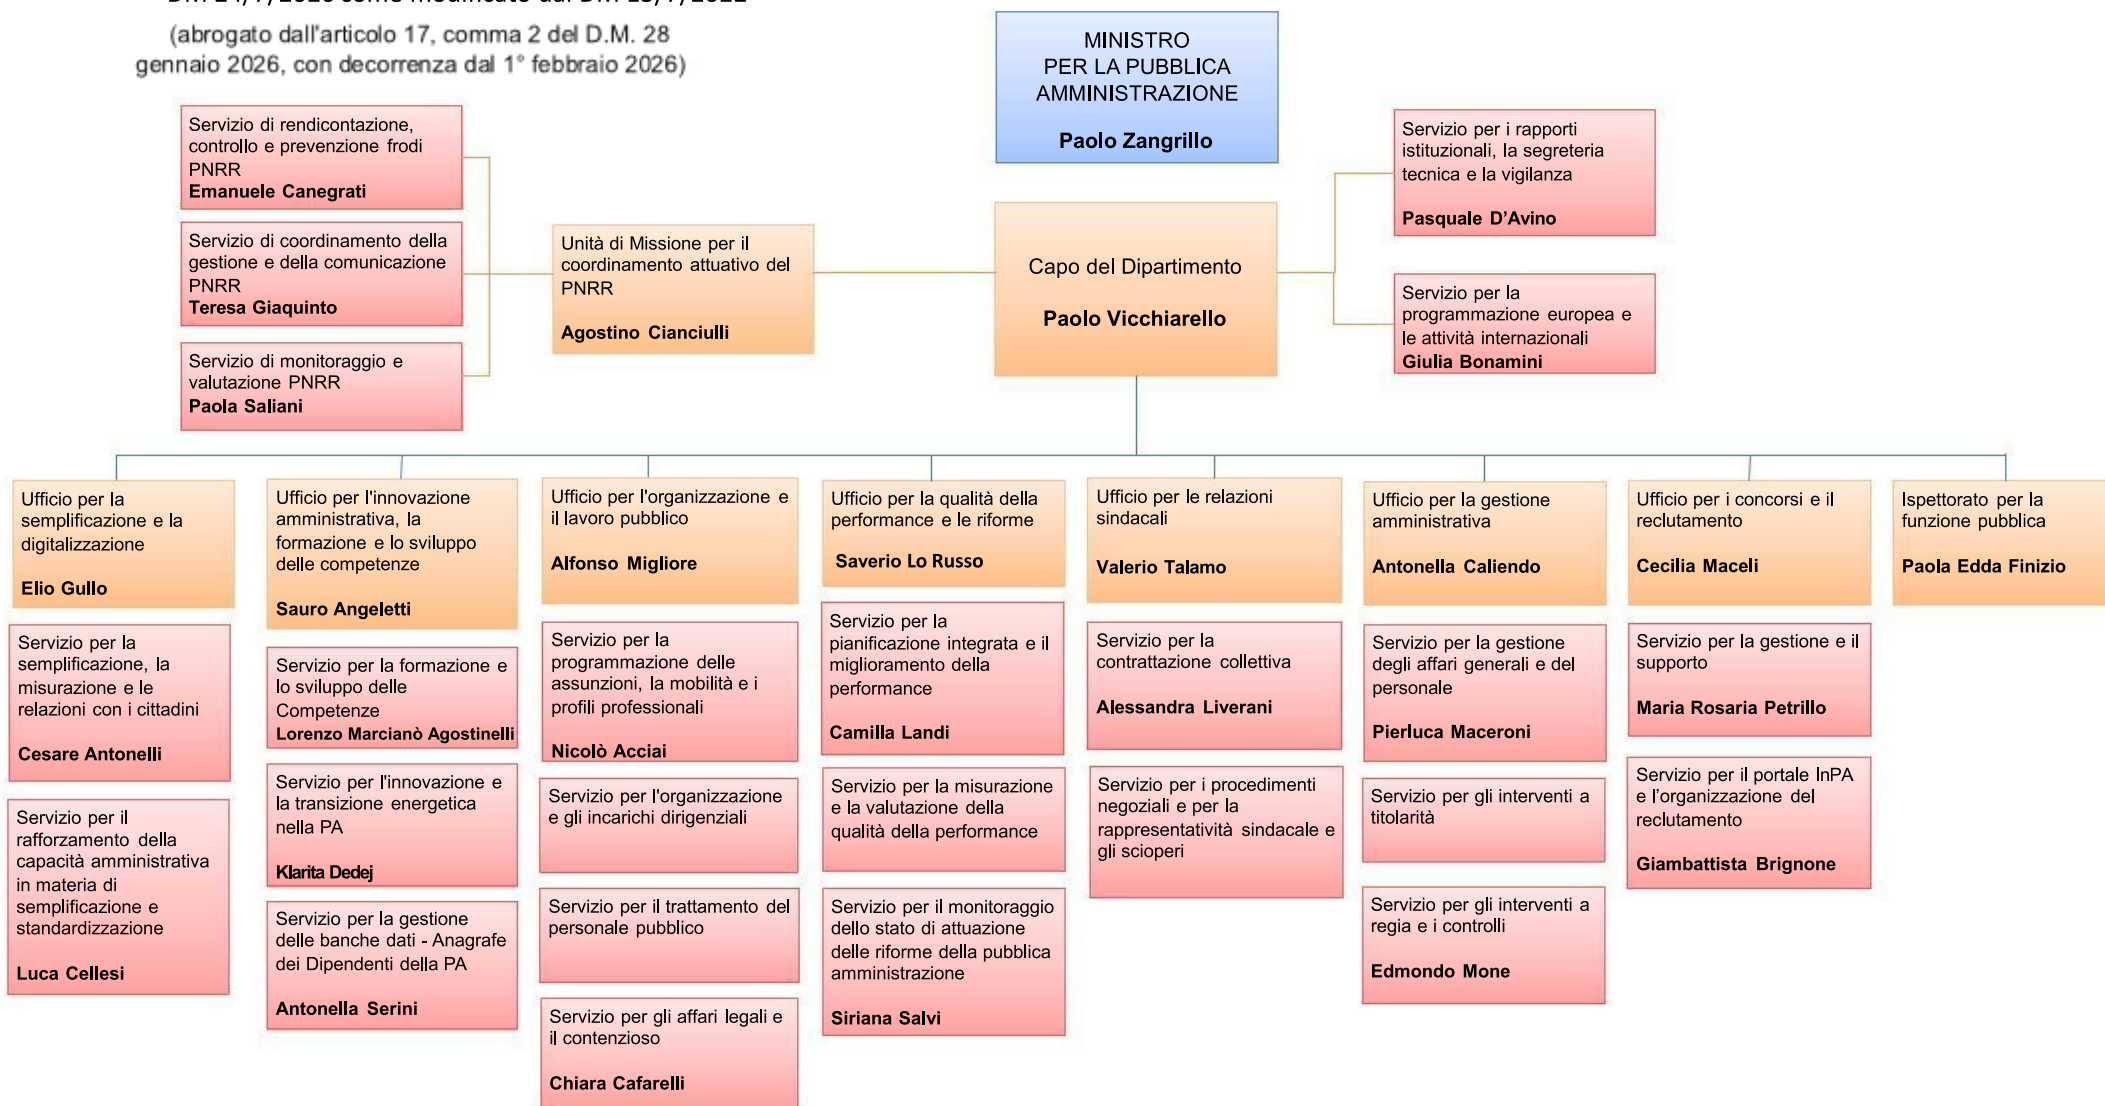 DM 24/7/2020 come modificato dal DM
(abrogato dall'articolo 17, comma 2 del D.M. 28
gennaio 2026, con decorrenza dal 1° febbraio 2026)
MINISTRO
PER LA PUBBLICA
AMMINISTRAZIONE
Paolo Zangrillo
Servizio di rendicontazione,
controllo e prevenzione frodi
PNRR
Emanuele Canegrati
Servizio di coordinamento della
gestione e della comunicazione
PNRR
Teresa Giaquinto
Servizio di monitoraggio e
valutazione PNRR
Paola Saliani
Unità di Missione per il
coordinamento attuativo del
PNRR
Agostino Cianciulli
Capo del Dipartimento
Paolo Vicchiarello
Servizio per i rapporti
istituzionali, la segreteria
tecnica e la vigilanza
Pasquale D'Avino
Servizio per la
programmazione europea e
le attività internazionali
Giulia Bonamini
Ufficio per la
semplificazione e la
digitalizzazione
Elio Gullo
Servizio per la
semplificazione, la
misurazione e le
relazioni con i cittadini
Cesare Antonelli
Servizio per il
rafforzamento della
capacità amministrativa
in materia di
semplificazione e
standardizzazione
Luca Cellesi
Ufficio per l'innovazione
amministrativa, la
formazione e lo sviluppo
delle competenze
Sauro Angeletti
Servizio per la formazione e
lo sviluppo delle
Competenze
Lorenzo Marcianò Agostinelli
Servizio per l'innovazione e
la transizione energetica
nella PA
Klarita Dedej
Servizio per la gestione
delle banche dati - Anagrafe
dei Dipendenti della PA
Antonella Serini
Ufficio per l'organizzazione e
il lavoro pubblico
Alfonso Migliore
Servizio per la
programmazione delle
assunzioni, la mobilità e i
profili professionali
Nicolò Acciai
Servizio per l'organizzazione
e gli incarichi dirigenziali
Servizio per il trattamento del
personale pubblico
Servizio per gli affari legali e
il contenzioso
Chiara Cafarelli
Ufficio per la qualità della
performance e le riforme
Saverio Lo Russo
Servizio per la
pianificazione integrata e il
miglioramento della
performance
Camilla Landi
Servizio per la misurazione
e la valutazione della
qualità della performance
Servizio per il monitoraggio
dello stato di attuazione
delle riforme della pubblica
amministrazione
Siriana Salvi
Ufficio per le relazioni
sindacali
Valerio Talamo
Servizio per la
contrattazione collettiva
Alessandra Liverani
Servizio per i procedimenti
negoziali e per la
rappresentatività sindacale e
gli scioperi
Ufficio per la gestione
amministrativa
Antonella Caliendo
Servizio per la gestione
degli affari generali e del
personale
Pierluca Maceroni
Servizio per gli interventi a
titolarità
Servizio per gli interventi a
regia e i controlli
Edmondo Mone
Ufficio per i concorsi e il
reclutamento
Cecilia Maceli
Servizio per la gestione e il
supporto
Maria Rosaria Petrillo
Servizio per il portale InPA
e l'organizzazione del
reclutamento
Giambattista Brignone
Ispettorato per la
funzione pubblica
Paola Edda Finizio